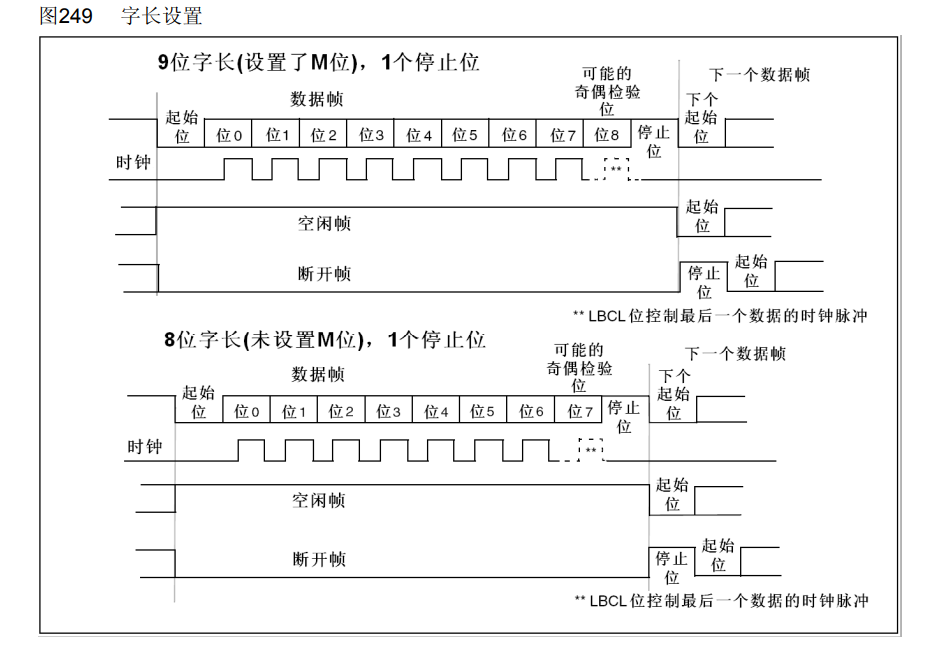 图249 字长设置
9位字长(设置了M位)，1个停止位
数据帧
可能的
奇偶检验
位
下一个数据帧
起始
位
位0 位1 位2 位3 位4 位5 位6 位7 位8
停止
位
下个
起始
位
时钟
**
空闲帧
起始
位
断开帧
停止
位
起始
位
** LBCL位控制最后一个数据的时钟脉冲
8位字长(未设置M位)，1个停止位
数据帧
可能的
奇偶检验
位
下一个数据帧
起始
位
位0 位1 位2 位3 位4 位5 位6 位7
停止
位
下个
起始
位
时钟
**
空闲帧
起始
位
断开帧
停止
位
起始
位
** LBCL位控制最后一个数据的时钟脉冲